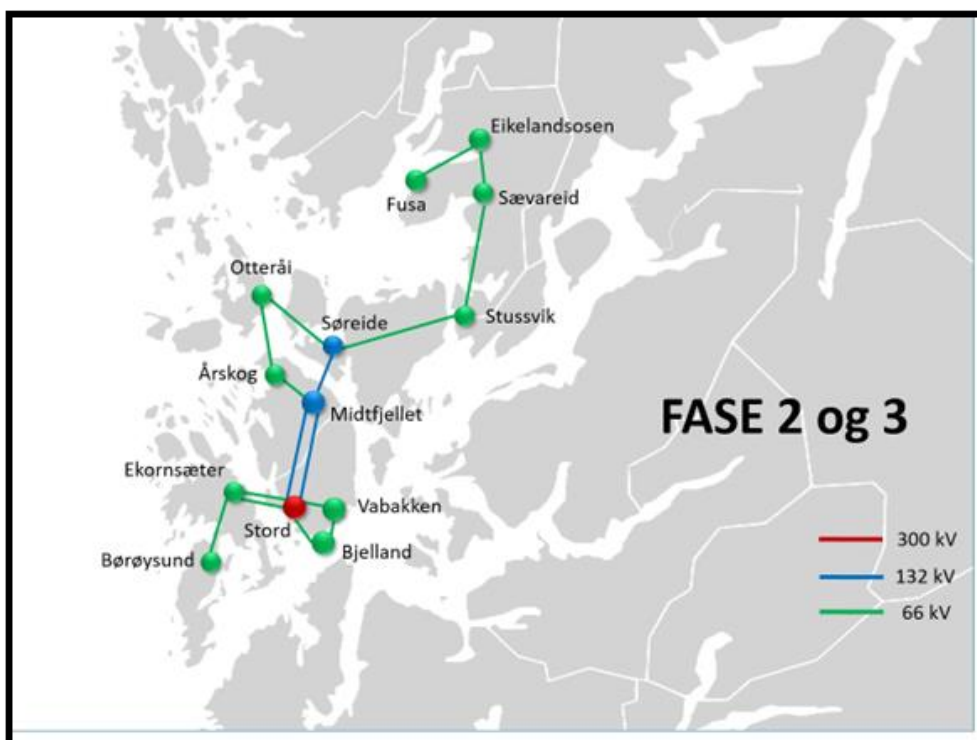 Eikelandsosen
Fusa
Sævareid
Otteråi
Søreide
Stussvik
Årskog
Midtfjellet
FASE 2 og 3
Ekornsæter
Vabakken
Stord
Bjelland
Børøysund
300 kV
132 kV
66 kV